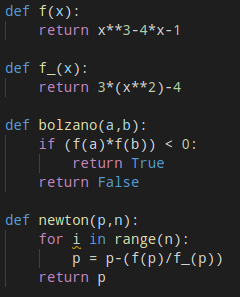 def f(x):
    return x**3-4*x-1

def f_(x):
    return 3*(x**2)-4

def bolzano(a,b):
    if (f(a)*f(b)) < 0:
        return True
    return False

def newton(p,n):
    for i in range(n):
        p = p-(f(p)/f_(p))
    return p